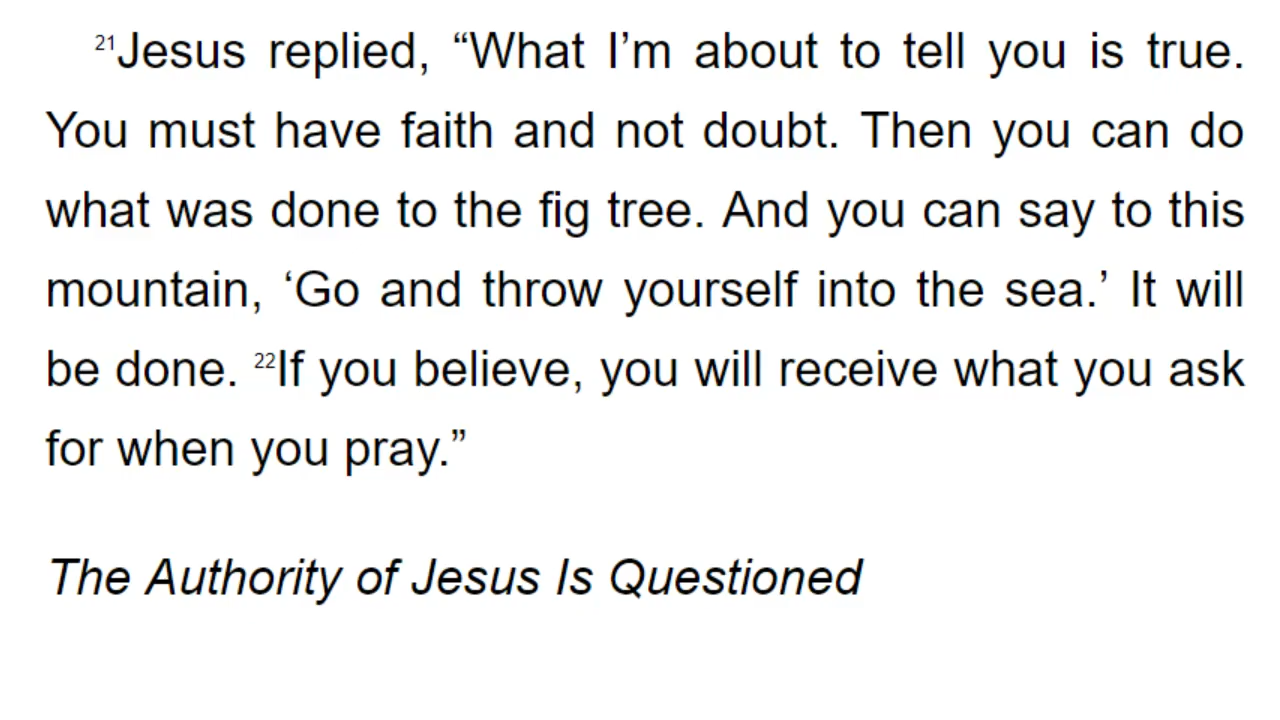 21Jesus replied, “What I’m about to tell you is true.
You must have faith and not doubt. Then you can do
what was done to the fig tree. And you can say to this
mountain, ‘Go and throw yourself into the sea.’ It will
be done. 22If you believe, you will receive what you ask
for when you pray.”
The Authority of Jesus Is Questioned